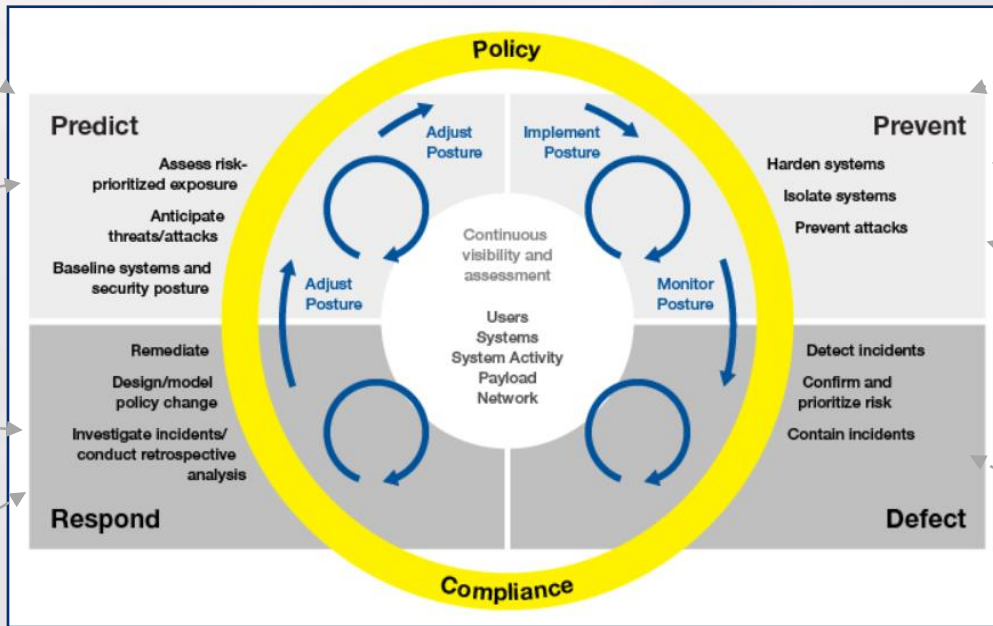 Policy
Predict
Assess risk-
prioritized exposure
Anticipate
threats/attacks
Baseline systems and
security posture
Adjust
Posture
Implement
Posture
Prevent
Harden systems
Isolate systems
Prevent attacks
Continuous
visibility and
assessment
Adjust
Posture
Monitor
Posture
Users
Systems
System Activity
Payload
Network
Remediate
Design/model
policy change
Investigate incidents/
conduct retrospective
analysis
Respond
Detect incidents
Confirm and
prioritize risk
Contain incidents
Defect
Compliance